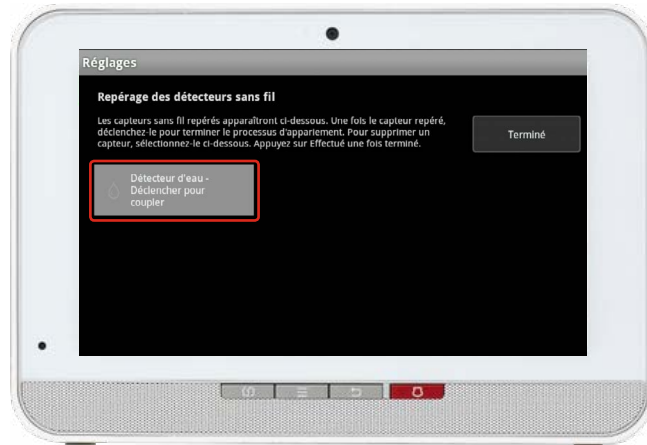 Réglages
Repérage des détecteurs sans fil
Les capteurs sans fil repérés apparaîtront ci-dessous. Une fois le capteur repéré,
déclenchez-le pour terminer le processus d'appariement. Pour supprimer un
capteur, sélectionnez-le ci-dessous. Appuyez sur Effectué une fois terminé.
Terminé
Détecteur d'eau -
Déclencher pour
coupler